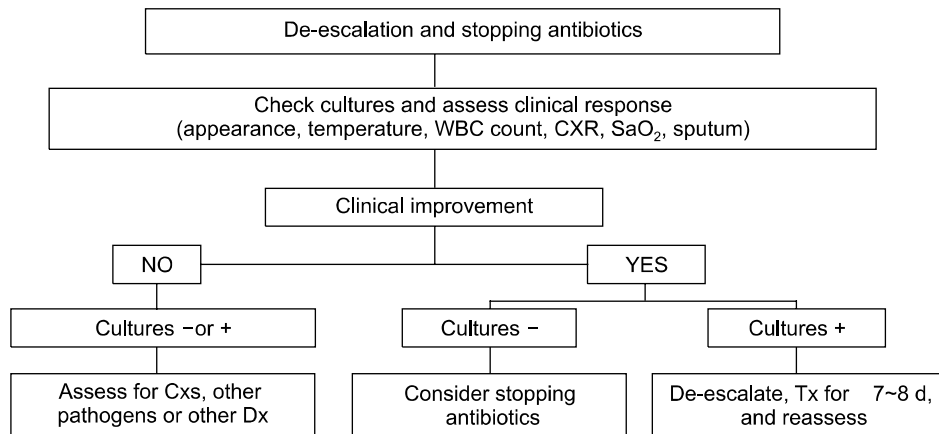 De-escalation and stopping antibiotics
Check cultures and assess clinical response
(appearance, temperature, WBC count, CXR, SaO₂, sputum)
Clinical improvement
NO
YES
Cultures −or +
Cultures −
Cultures +
Assess for Cxs, other
pathogens or other Dx
Consider stopping
antibiotics
De-escalate, Tx for 7~8 d,
and reassess